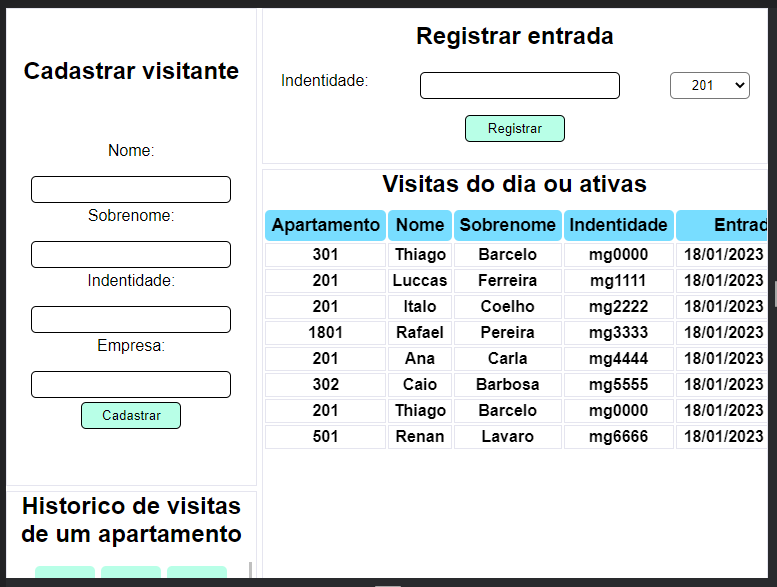 Cadastrar visitante
Nome:
Sobrenome:
Indentidade:
Empresa:
Cadastrar
Historico de visitas
de um apartamento
Registrar entrada
Indentidade:
201
Registrar
Visitas do dia ou ativas
Apartamento Nome Sobrenome Indentidade Entrad
301 Thiago Barcelo mg0000 18/01/2023
201 Luccas Ferreira mg1111 18/01/2023
201 Italo Coelho mg2222 18/01/2023
1801 Rafael Pereira mg3333 18/01/2023
201 Ana Carla mg4444 18/01/2023
302 Caio Barbosa mg5555 18/01/2023
201 Thiago Barcelo mg0000 18/01/2023
501 Renan Lavaro mg6666 18/01/2023